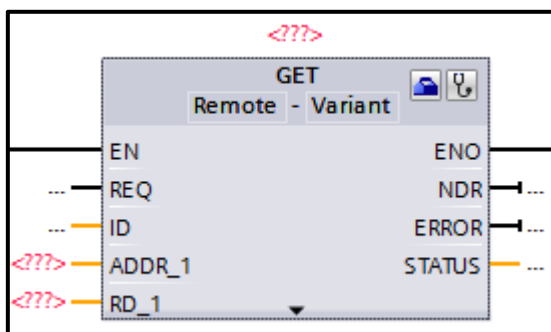 <???>
GET
Remote - Variant
EN ENO
... REQ NDR ...
... ID ERROR ...
<???> ADDR_1 STATUS ...
<???> RD_1